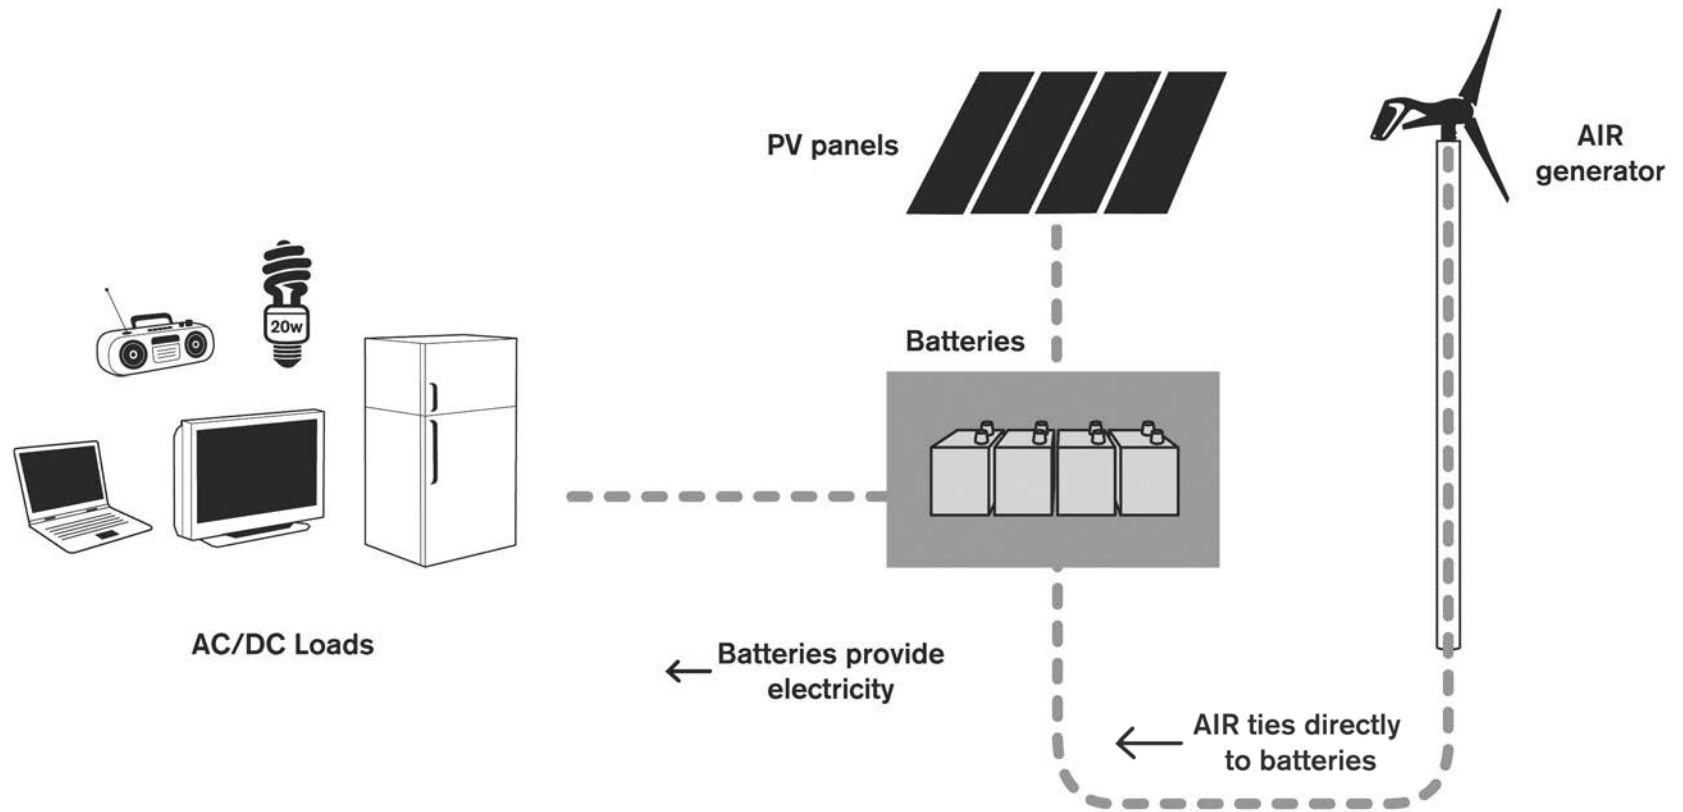 PV panels
AIR
generator
20w
Batteries
AC/DC Loads
Batteries provide
electricity
AIR ties directly
to batteries